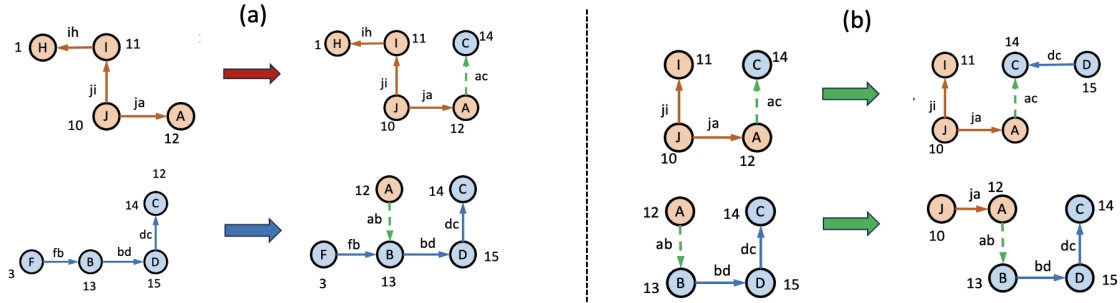 (a)
(b)
1 H ih I 11
ji
J ja A
10
12
1 H ih I 11 C 14
ji ac
J ja A
10 12
12
14 C
dc
F fb B bd D
3 13 15
12 A 14 C
ab dc
F fb B bd D 15
3 13
I 11 C 14
ji ac
J ja A
10 12
14
I 11 C dc D
15
ji ac
J ja A
10
12 A 14 C
ab dc
13 B bd D 15
12
J ja A C 14
10
ab dc
13 B bd D 15